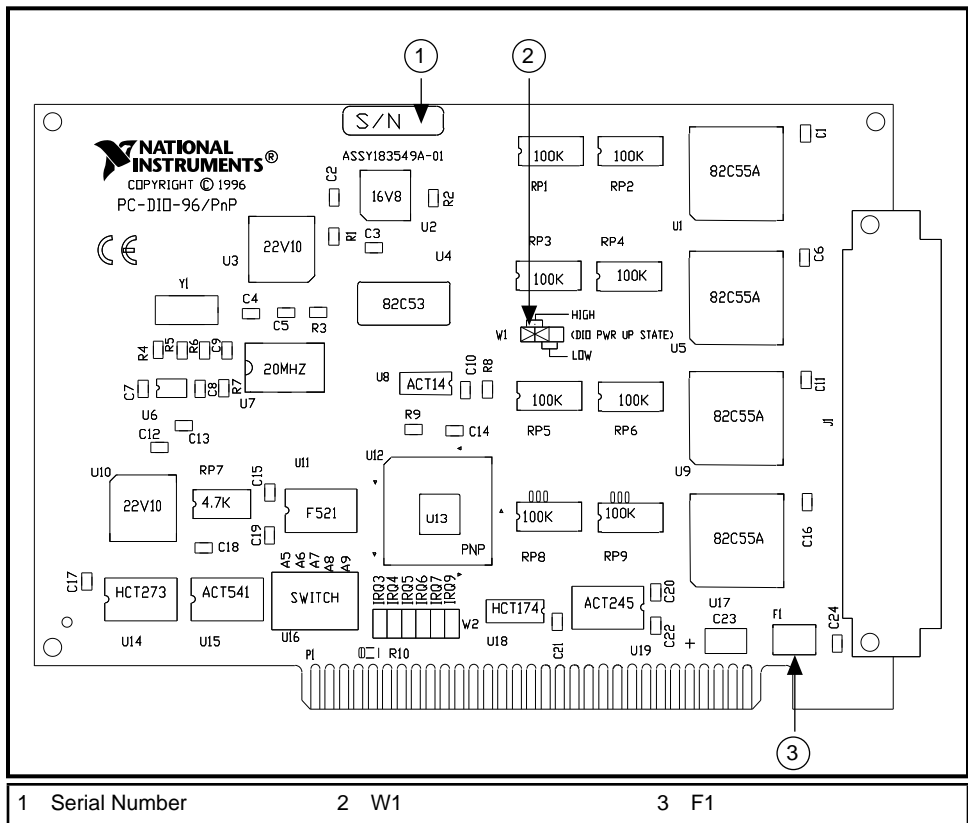 1 2
S/N
NATIONAL
INSTRUMENTS®
COPYRIGHT © 1996
PC-DIO-96/PnP
ASSY183549A-01
C2
16V8
R2
U2
R1
C3
U4
22V10
U3
100K 100K
RP1 RP2
82C55A
C1
U1
RP3 RP4
100K 100K
82C55A
C6
U5
Y1
C4
C5
R3
82C53
HIGH
W1 (DIO PWR UP STATE)
LOW
R4
R5
R6
C9
20MHZ
C7
C8
R7
U7
U6
U8
ACT14
C10
R8
100K 100K
RP5 RP6
82C55A
C11
J1
U9
R9
C14
C12
C13
U10
22V10
RP7
4.7K
C15
U11
F521
C19
C18
U12
U13
PNP
100K 100K
RP8 RP9
82C55A
C16
A5
A6
A7
A8
A9
C17
HCT273
U14
ACT541
U15
SWITCH
U16
IRQ3
IRQ4
IRQ5
IRQ6
IRQ7
IRQ9
W2
HCT174
U18
C21
ACT245
U19
C20
C22
U17
C23
+
F1
C24
P1
R10
3
1 Serial Number 2 W1 3 F1